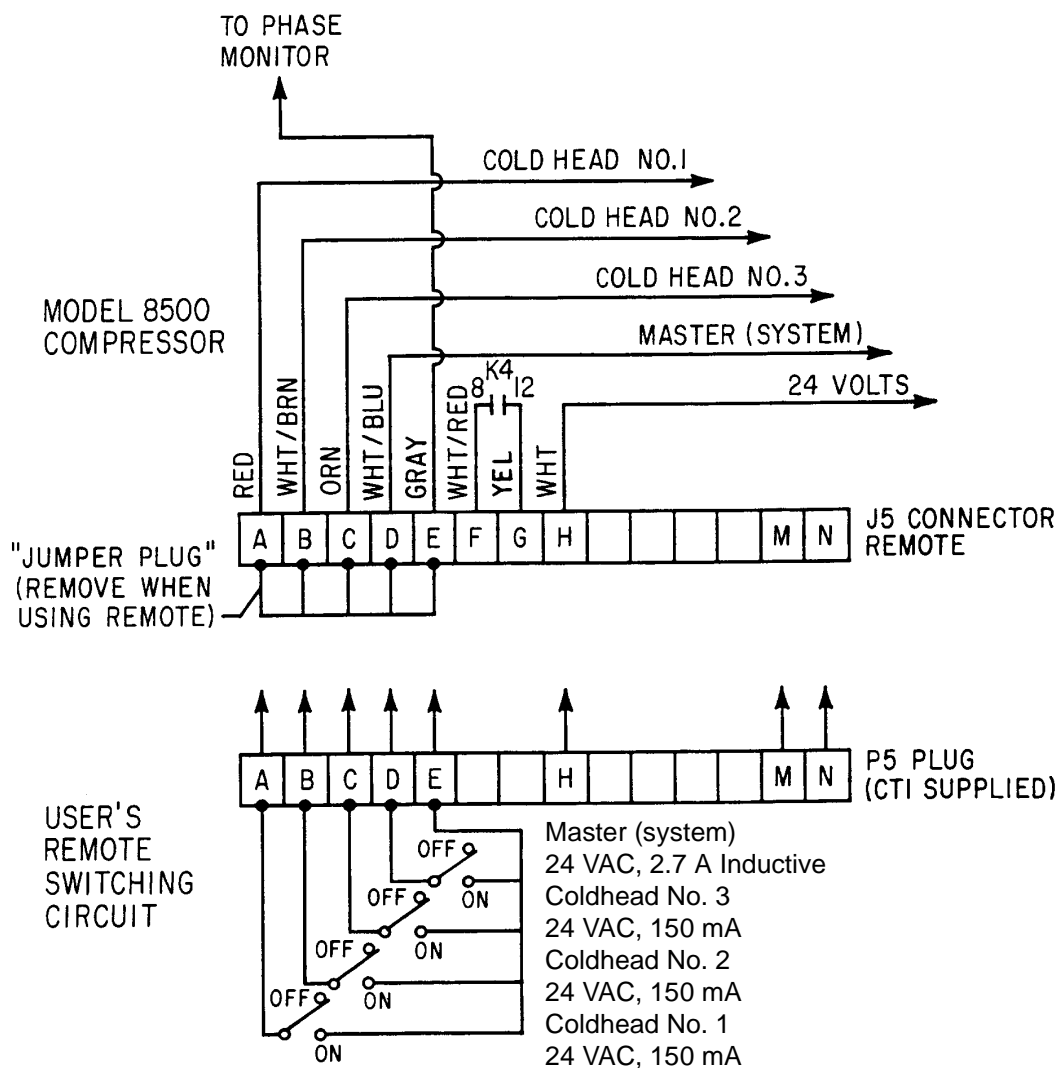 TO PHASE
MONITOR
COLD HEAD NO.1
COLD HEAD NO.2
COLD HEAD NO.3
MODEL 8500
COMPRESSOR
MASTER (SYSTEM)
K4
8 12
24 VOLTS
RED
WHT/BRN
ORN
WHT/BLU
GRAY
WHT/RED
YEL
WHT
A B C D E F G H M N
J5 CONNECTOR
REMOTE
"JUMPER PLUG"
(REMOVE WHEN
USING REMOTE)
A B C D E H M N
P5 PLUG
(CTI SUPPLIED)
USER'S
REMOTE
SWITCHING
CIRCUIT
OFF
ON
OFF
ON
OFF
ON
OFF
ON
Master (system)
24 VAC, 2.7 A Inductive
Coldhead No. 3
24 VAC, 150 mA
Coldhead No. 2
24 VAC, 150 mA
Coldhead No. 1
24 VAC, 150 mA